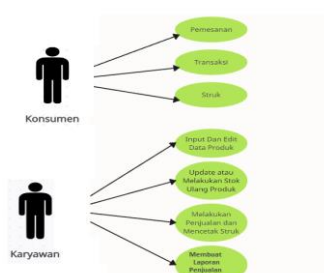 Pemesanan
Transaksi
Struk
Konsumen
Input Dan Edit
Data Produk
Update atau
Melakukan Stok
Ulang Produk
Melakukan
Penjualan dan
Mencetak Struk
Karyawan
Membuat
Laporan
Penjualan